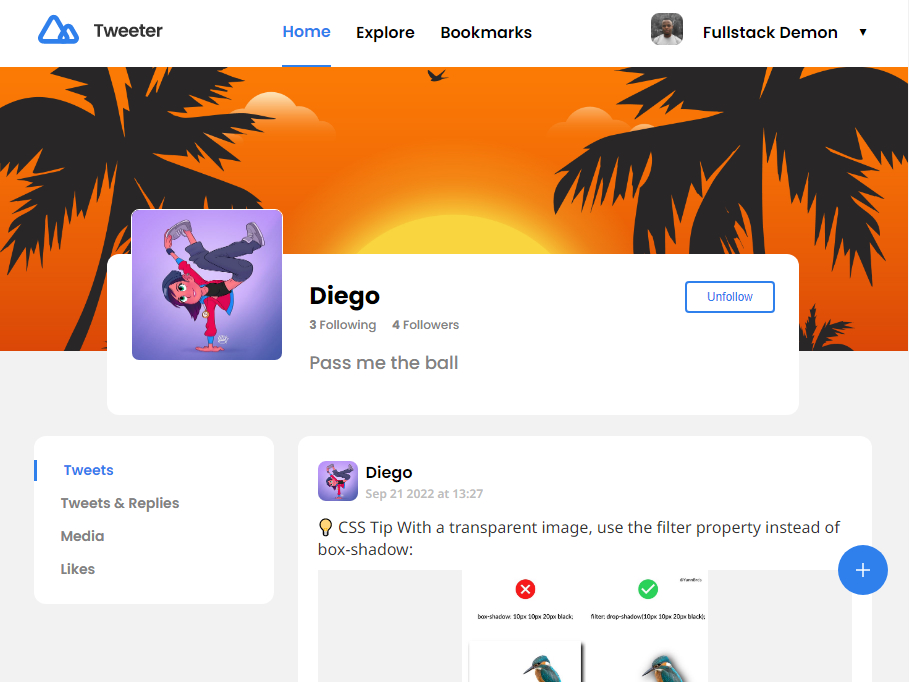 Tweeter
Home
Explore
Bookmarks
Fullstack Demon
Diego
3 Following 4 Followers
Unfollow
Pass me the ball
Tweets
Tweets & Replies
Media
Likes
Diego
Sep 21 2022 at 13:27
💡 CSS Tip With a transparent image, use the filter property instead of
box-shadow:
box-shadow: 10px 10px 20px black;
filter: drop-shadow(10px 10px 20px black);